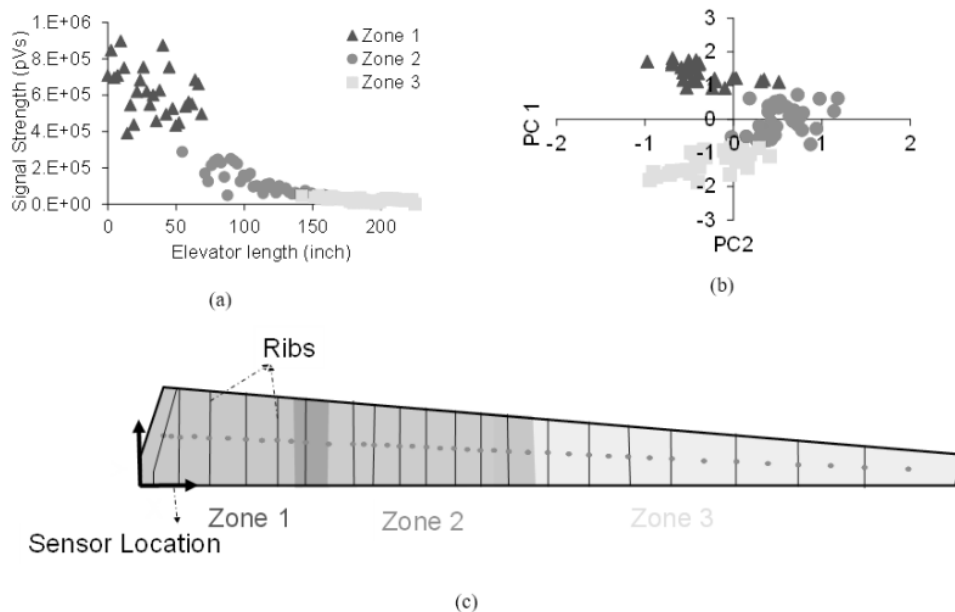 1.E+06
8.E+05
6.E+05
4.E+05
2.E+05
0.E+00
Signal Strength (pVs)
0
50
100
150
200
Elevator length (inch)
Zone 1
Zone 2
Zone 3
(a)
3
2
1
0
-1
-2
-3
-2
-1
0
1
2
PC 1
PC2
(b)
Ribs
Zone 1
Zone 2
Zone 3
Sensor Location
(c)